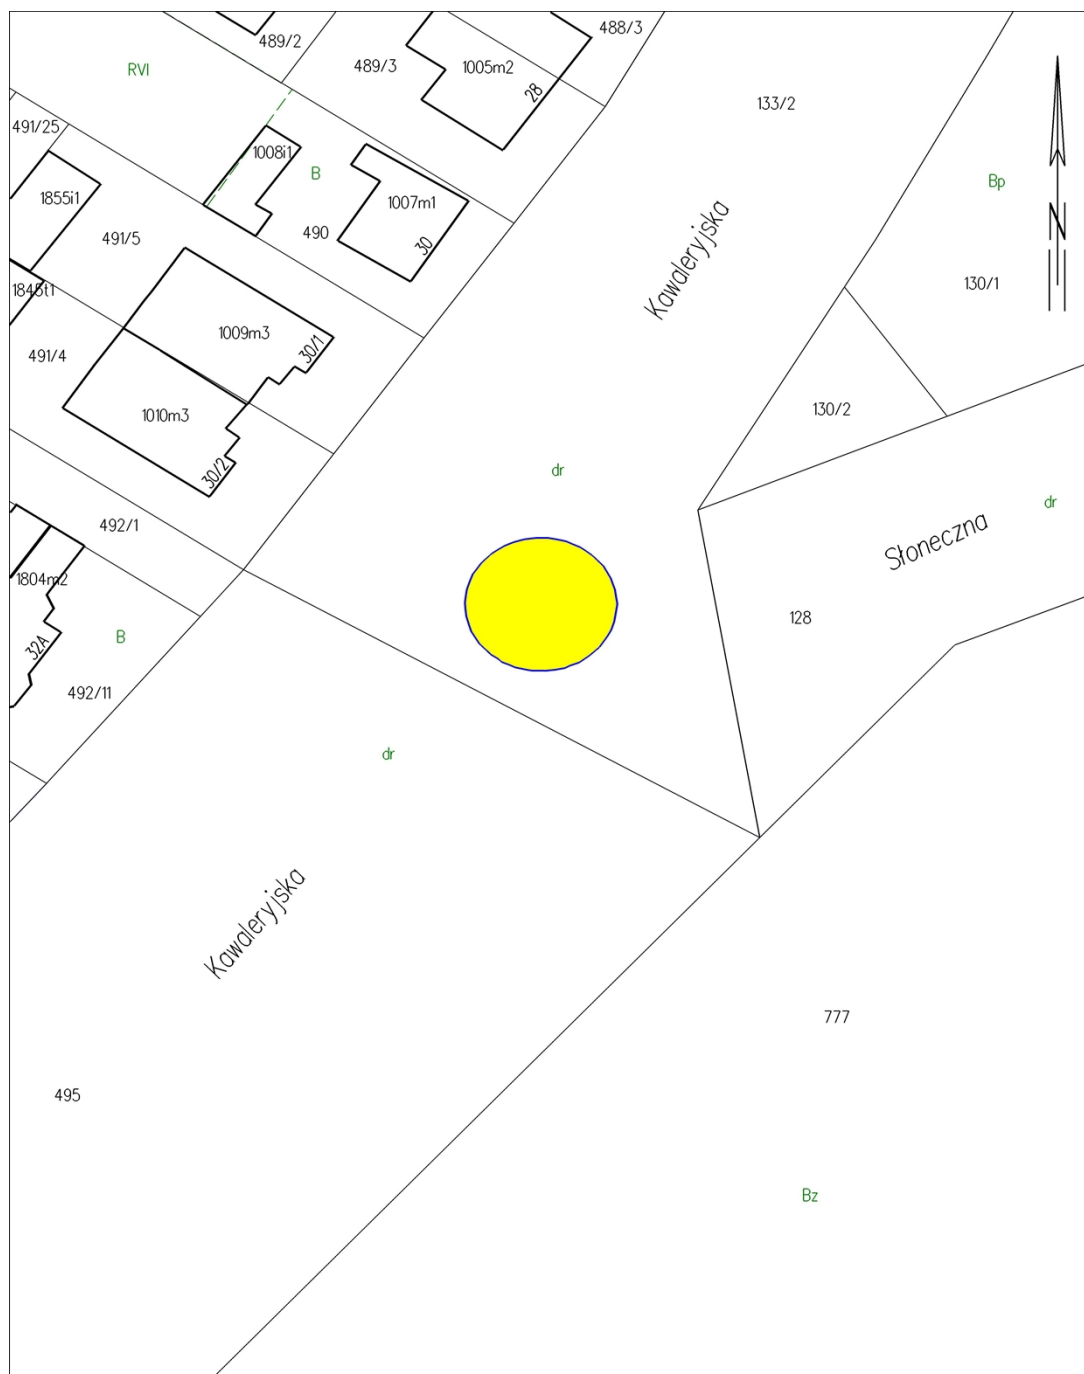 489/2
488/3
RVI
489/3
1005m2
28
133/2
491/25
1008i1
B
Bp
1855i1
1007m1
490
30
491/5
Kawaleryjska
N
130/1
1845t1
1009m3
30/1
491/4
130/2
1010m3
dr
30/2
dr
492/1
Słoneczna
1804m2
128
B
32A
492/11
dr
Kawaleryjska
777
495
Bz